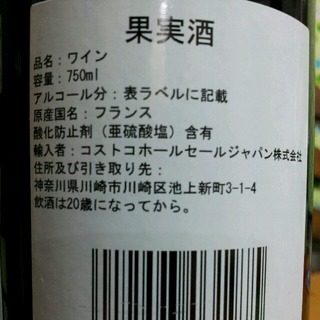 果実酒
品名：ワイン
容量：750ml
アルコール分：表ラベルに記載
原産国名：フランス
酸化防止剤（亜硫酸塩）含有
輸入者：コストコホールセールジャパン株式会社
住所及び引き取り先：
神奈川県川崎市川崎区池上新町3-1-4
飲酒は20歳になってから。